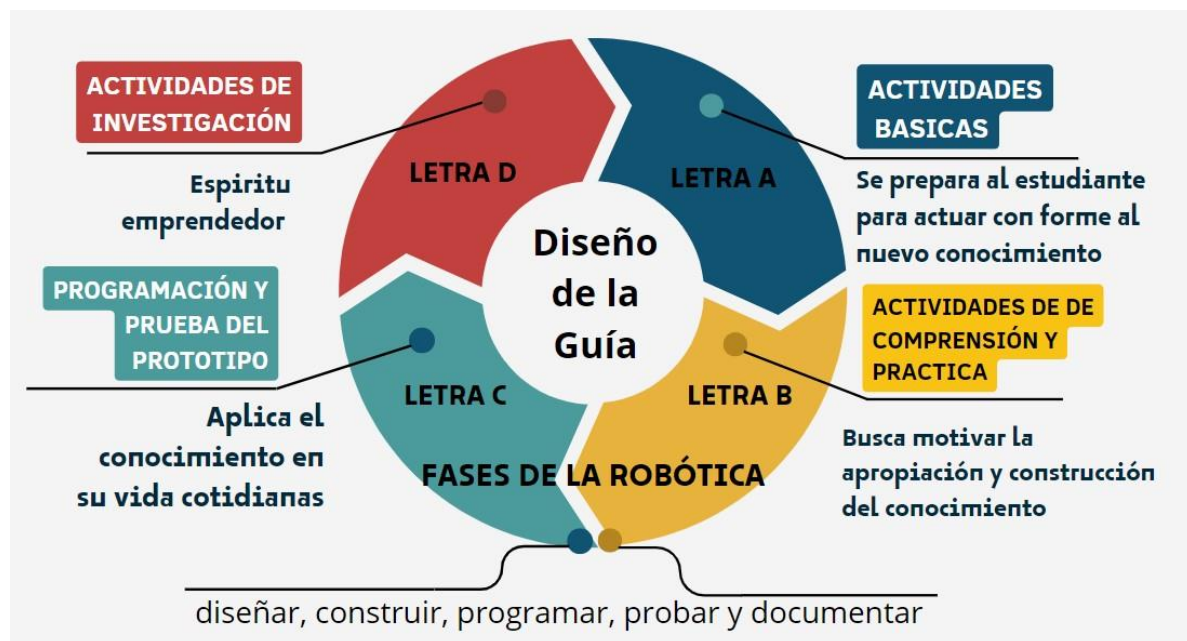 ACTIVIDADES DE
INVESTIGACIÓN
Espiritu
emprendedor
LETRA D
LETRA A
ACTIVIDADES
BASICAS
Se prepara al estudiante
para actuar con forme al
nuevo conocimiento
Diseño
de la
Guía
PROGRAMACIÓN Y
PRUEBA DEL
PROTOTIPO
Aplica el
conocimiento en
su vida cotidianas
LETRA C
LETRA B
ACTIVIDADES DE DE
COMPRENSIÓN Y
PRACTICA
Busca motivar la
apropiación y construcción
del conocimiento
FASES DE LA ROBÓTICA
diseñar, construir, programar, probar y documentar